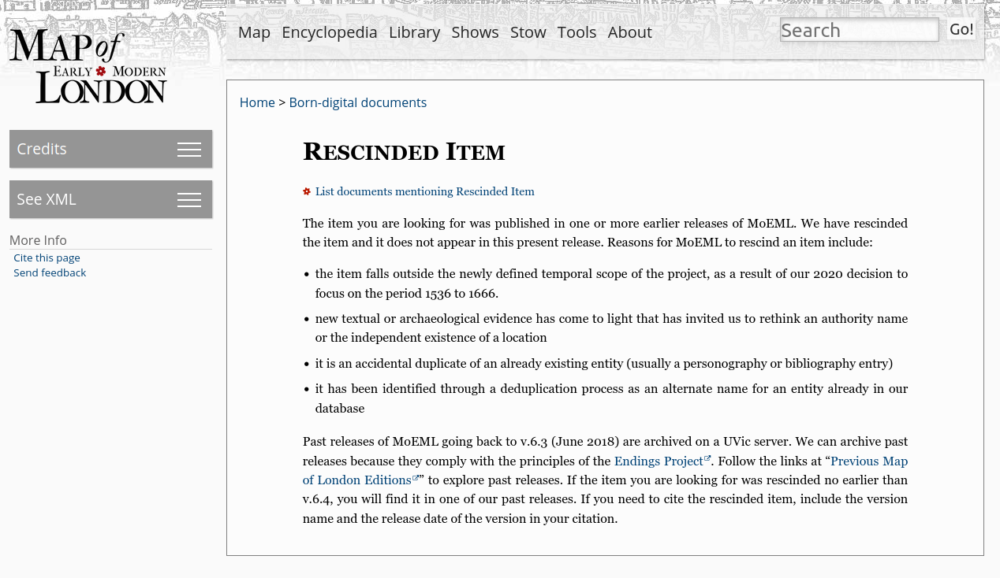 MAP of
EARLY MODERN
LONDON
Map Encyclopedia Library Shows Stow Tools About
Search Go!
Credits
See XML
More Info
Cite this page
Send feedback
Home > Born-digital documents
RESCINDED ITEM
List documents mentioning Rescinded Item
The item you are looking for was published in one or more earlier releases of MoEML. We have rescinded
the item and it does not appear in this present release. Reasons for MoEML to rescind an item include:
• the item falls outside the newly defined temporal scope of the project, as a result of our 2020 decision to
focus on the period 1536 to 1666.
• new textual or archaeological evidence has come to light that has invited us to rethink an authority name
or the independent existence of a location
• it is an accidental duplicate of an already existing entity (usually a personography or bibliography entry)
• it has been identified through a deduplication process as an alternate name for an entity already in our
database
Past releases of MoEML going back to v.6.3 (June 2018) are archived on a UVic server. We can archive past
releases because they comply with the principles of the Endings Project. Follow the links at “Previous Map
of London Editions” to explore past releases. If the item you are looking for was rescinded no earlier than
v.6.4, you will find it in one of our past releases. If you need to cite the rescinded item, include the version
name and the release date of the version in your citation.